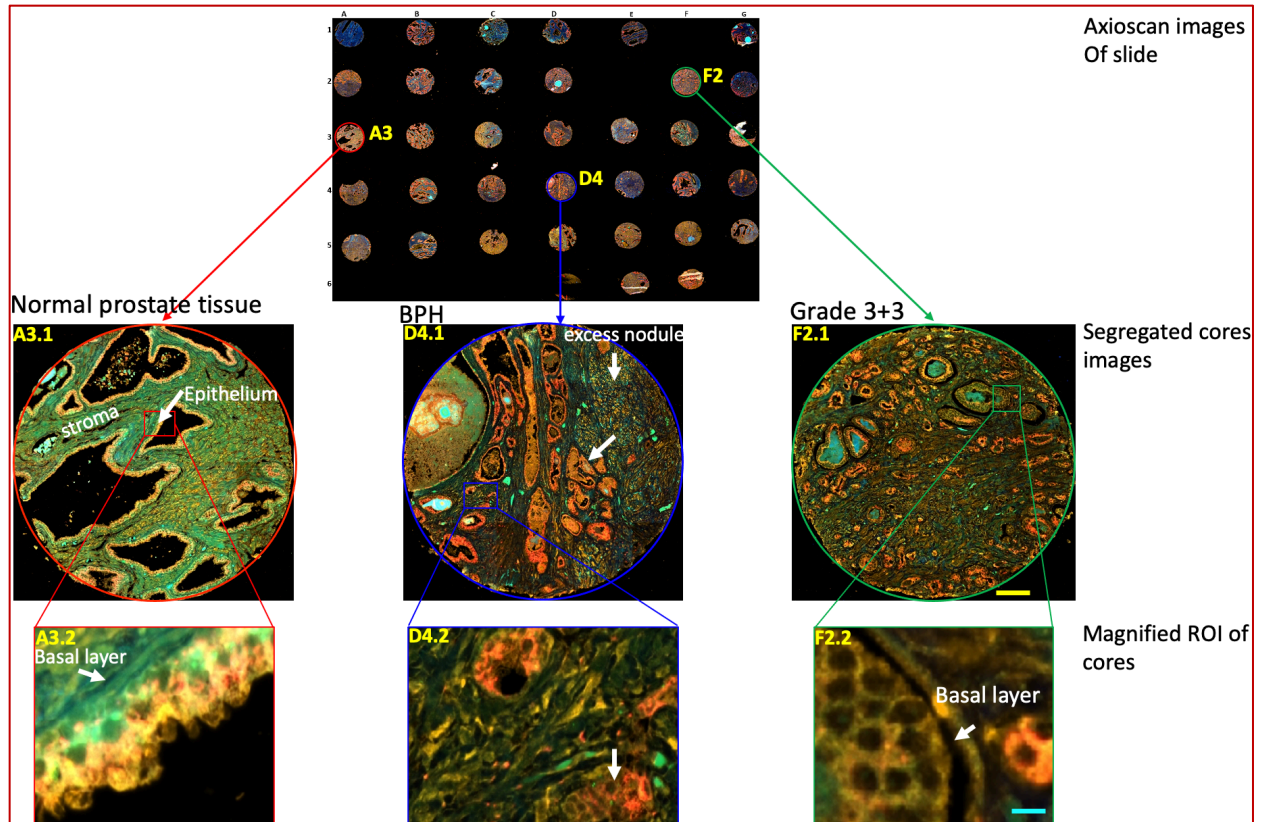 A B C D E F G
Axioscan images
Of slide
1
2
F2
3
A3
4
D4
5
6
Normal prostate tissue
BPH
Grade 3+3
A3.1
D4.1
excess nodule
F2.1
Segregated cores
images
Epithelium
stroma
A3.2
Basal layer
D4.2
F2.2
Magnified ROI of
cores
Basal layer